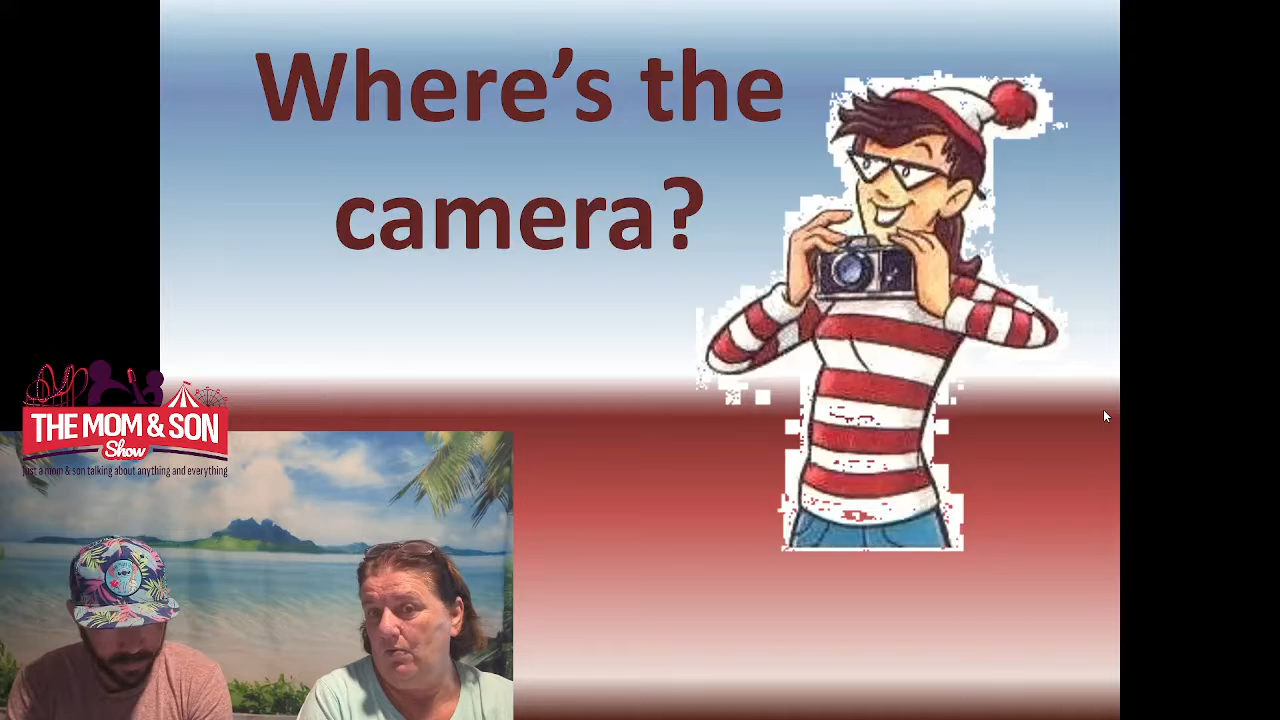 Where’s the
camera?
THE MOM & SON
Show
just a mom & son talking about anything and everything